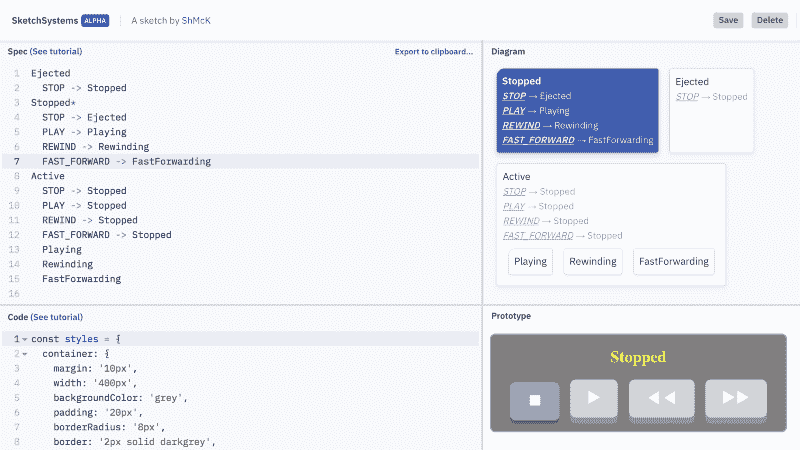 SketchSystems ALPHA A sketch by ShMcK Save Delete
Spec (See tutorial) Export to clipboard...
1 Ejected
2 STOP -> Stopped
3 Stopped*
4 STOP -> Ejected
5 PLAY -> Playing
6 REWIND -> Rewinding
7 FAST_FORWARD -> FastForwarding
8 Active
9 STOP -> Stopped
10 PLAY -> Stopped
11 REWIND -> Stopped
12 FAST_FORWARD -> Stopped
13 Playing
14 Rewinding
15 FastForwarding
16
Diagram
Stopped
STOP → Ejected
PLAY → Playing
REWIND → Rewinding
FAST_FORWARD → FastForwarding
Ejected
STOP → Stopped
Active
STOP → Stopped
PLAY → Stopped
REWIND → Stopped
FAST_FORWARD → Stopped
Playing Rewinding FastForwarding
Code (See tutorial)
1 const styles = {
2 container: {
3 margin: '10px',
4 width: '400px',
5 backgroundColor: 'grey',
6 padding: '20px',
7 borderRadius: '8px',
8 border: '2px solid darkgrey',
Prototype
Stopped